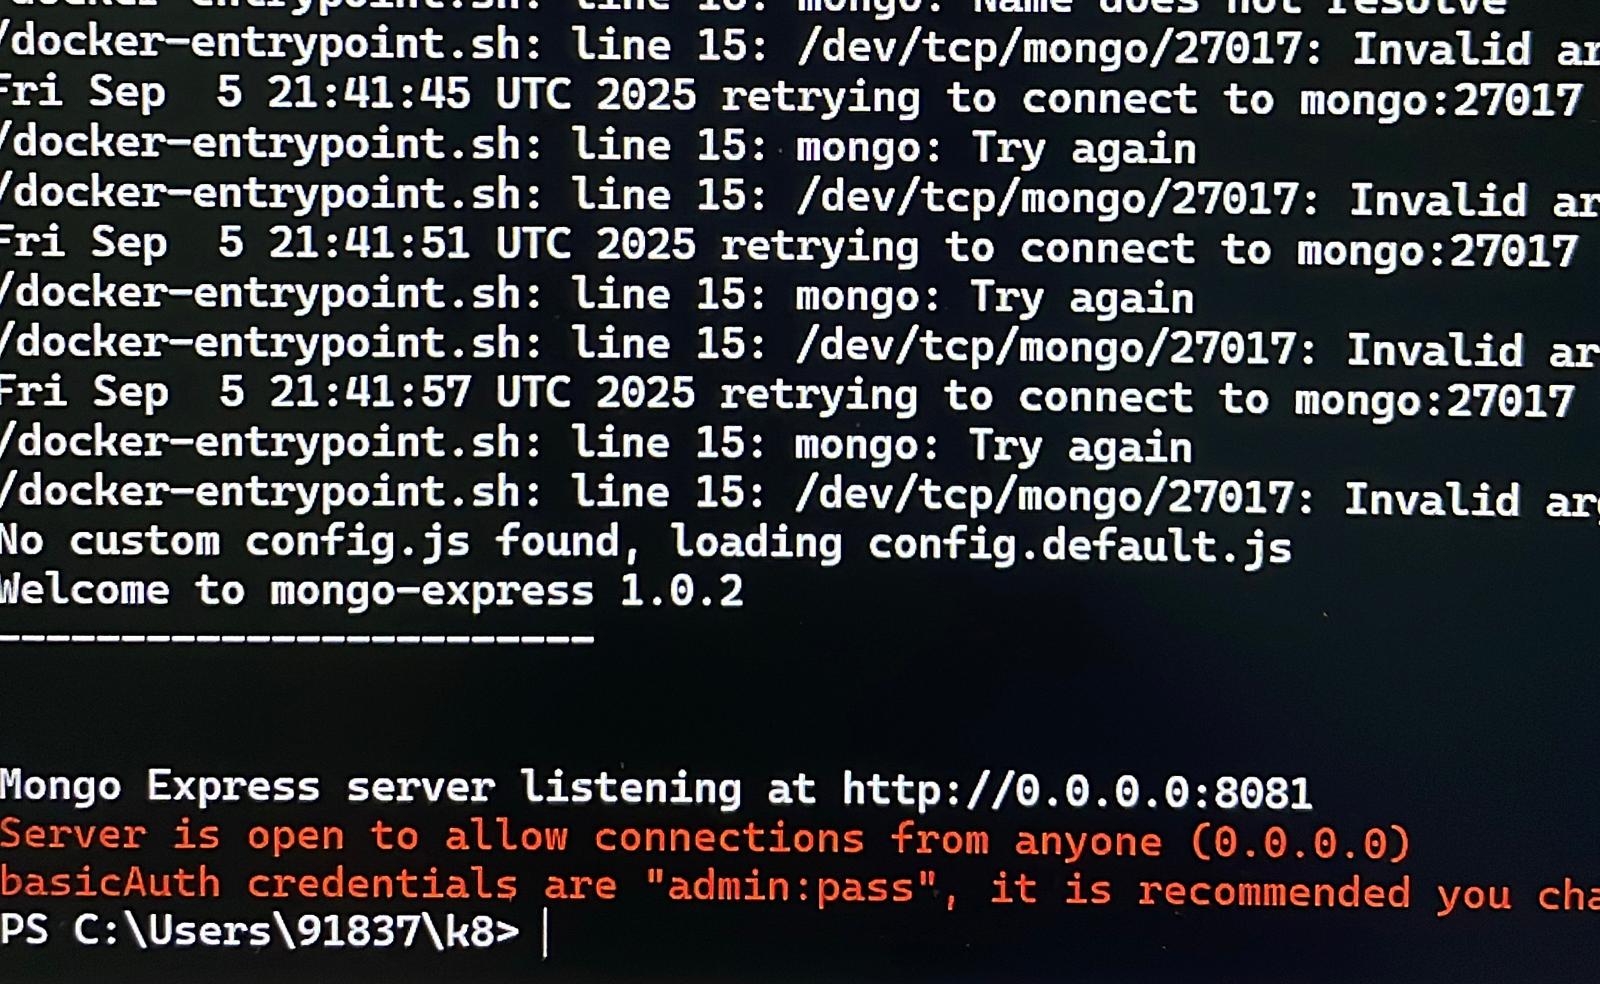 /docker-entrypoint.sh: line 15: mongo: Name does not resolve
/docker-entrypoint.sh: line 15: /dev/tcp/mongo/27017: Invalid ar
Fri Sep  5 21:41:45 UTC 2025 retrying to connect to mongo:27017
/docker-entrypoint.sh: line 15: mongo: Try again
/docker-entrypoint.sh: line 15: /dev/tcp/mongo/27017: Invalid ar
Fri Sep  5 21:41:51 UTC 2025 retrying to connect to mongo:27017
/docker-entrypoint.sh: line 15: mongo: Try again
/docker-entrypoint.sh: line 15: /dev/tcp/mongo/27017: Invalid ar
Fri Sep  5 21:41:57 UTC 2025 retrying to connect to mongo:27017
/docker-entrypoint.sh: line 15: mongo: Try again
/docker-entrypoint.sh: line 15: /dev/tcp/mongo/27017: Invalid arg
No custom config.js found, loading config.default.js
Welcome to mongo-express 1.0.2
------------------------
Mongo Express server listening at http://0.0.0.0:8081
Server is open to allow connections from anyone (0.0.0.0)
basicAuth credentials are "admin:pass", it is recommended you cha
PS C:\Users\91837\k8>